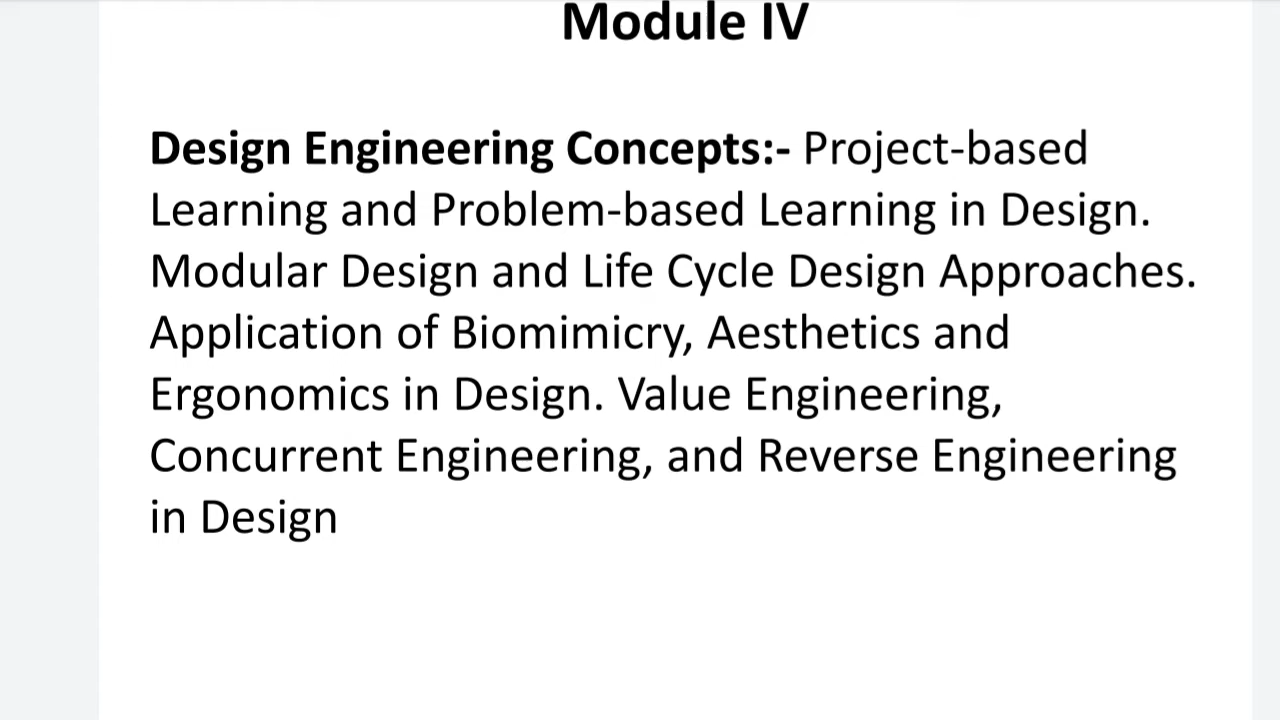 Module IV
Design Engineering Concepts:- Project-based
Learning and Problem-based Learning in Design.
Modular Design and Life Cycle Design Approaches.
Application of Biomimicry, Aesthetics and
Ergonomics in Design. Value Engineering,
Concurrent Engineering, and Reverse Engineering
in Design